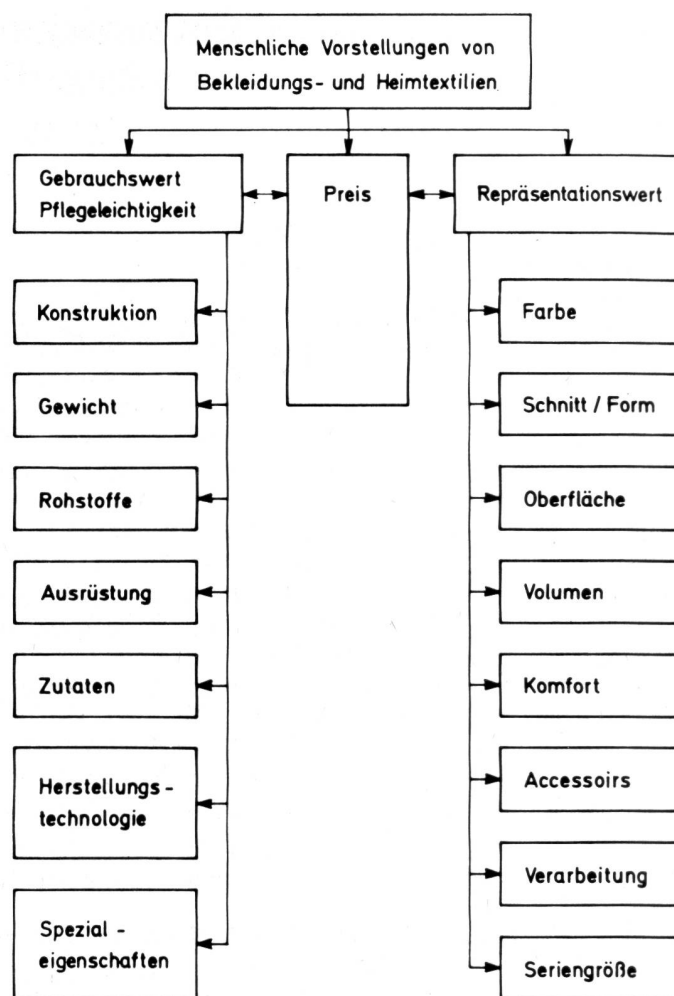 Menschliche Vorstellungen von
Bekleidungs- und Heimtextilien
Gebrauchswert
Pflegeleichtigkeit
Preis
Repräsentationswert
Konstruktion
Gewicht
Rohstoffe
Ausrüstung
Zutaten
Herstellungs-
technologie
Spezial-
eigenschaften
Farbe
Schnitt / Form
Oberfläche
Volumen
Komfort
Accessoirs
Verarbeitung
Seriengröße